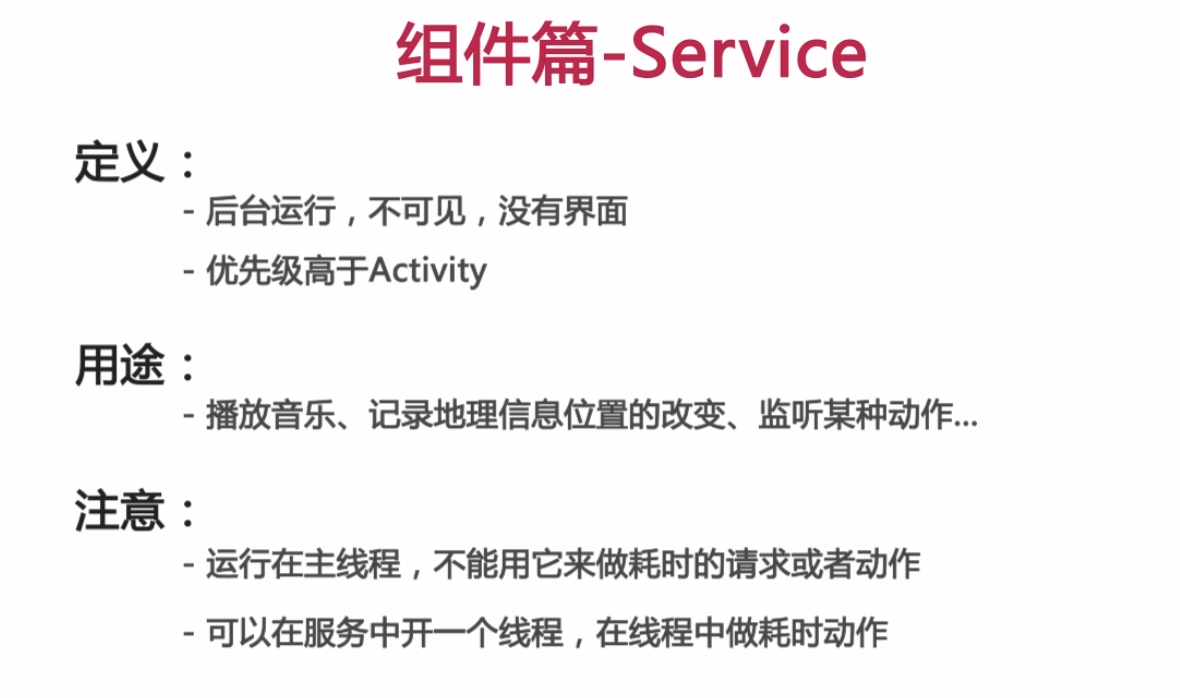 组件篇-Service
定义：
- 后台运行，不可见，没有界面
- 优先级高于Activity
用途：
- 播放音乐、记录地理信息位置的改变、监听某种动作...
注意：
- 运行在主线程，不能用它来做耗时的请求或者动作
- 可以在服务中开一个线程，在线程中做耗时动作